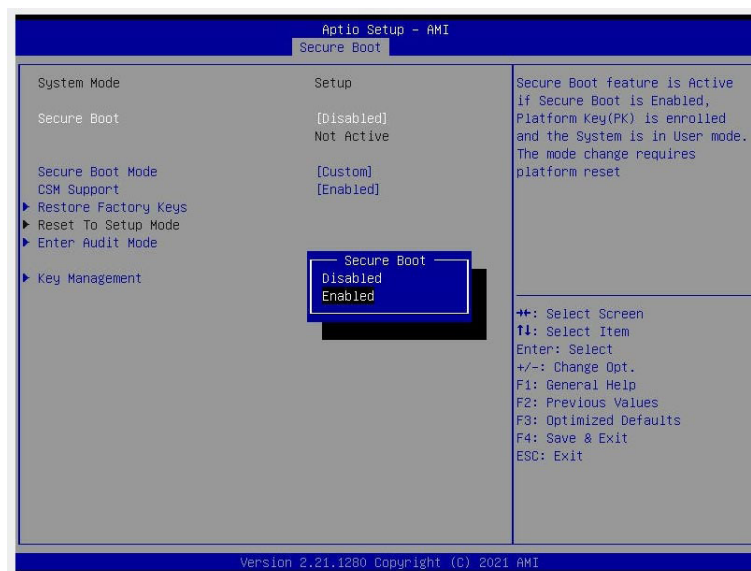 Aptio Setup – AMI
Secure Boot
System Mode Setup
Secure Boot [Disabled]
Not Active
Secure Boot Mode [Custom]
CSM Support [Enabled]
▶ Restore Factory Keys
▶ Reset To Setup Mode
▶ Enter Audit Mode
▶ Key Management
Secure Boot
Disabled
Enabled
Secure Boot feature is Active
if Secure Boot is Enabled,
Platform Key(PK) is enrolled
and the System is in User mode.
The mode change requires
platform reset
→←: Select Screen
↑↓: Select Item
Enter: Select
+/-: Change Opt.
F1: General Help
F2: Previous Values
F3: Optimized Defaults
F4: Save & Exit
ESC: Exit
Version 2.21.1280 Copyright (C) 2021 AMI